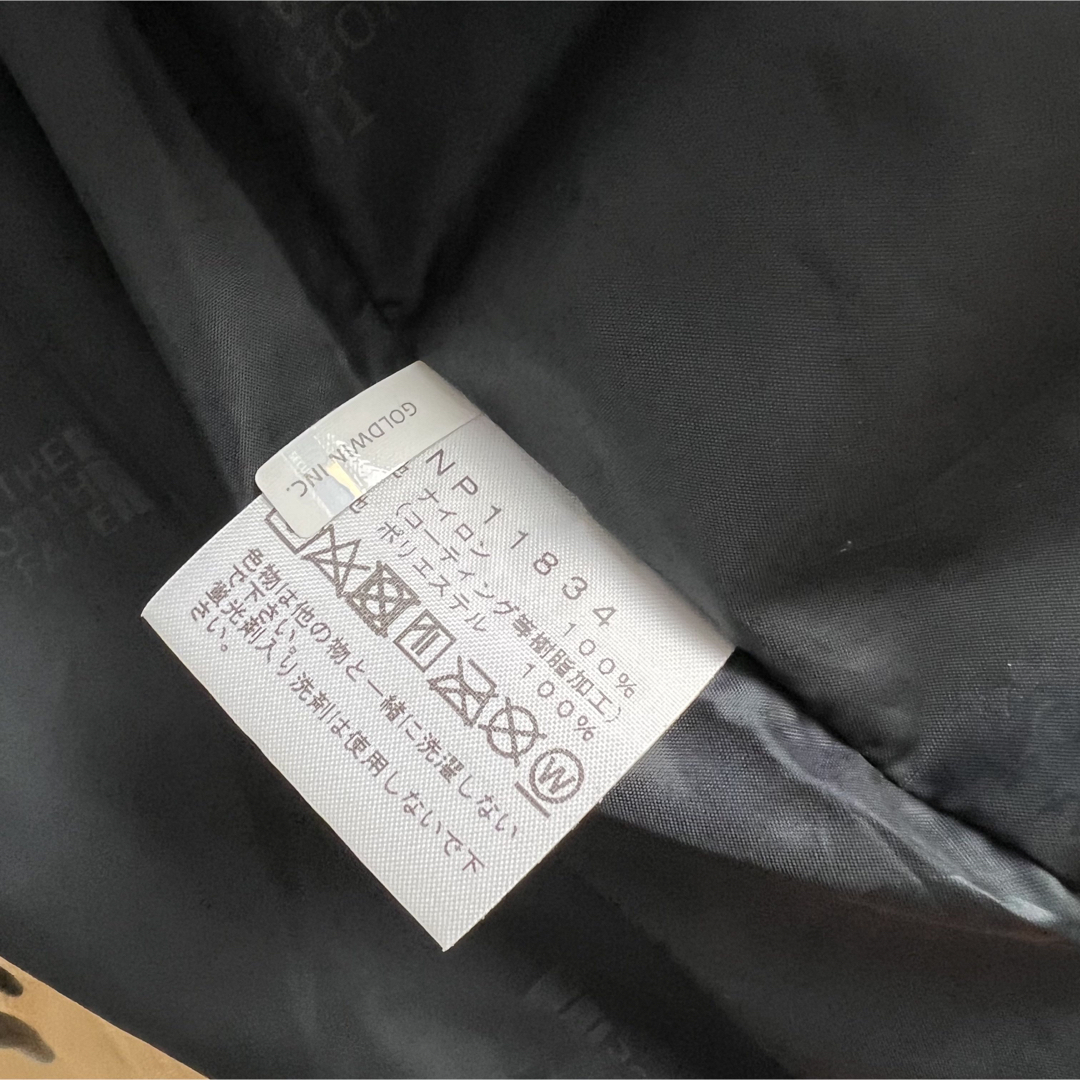 GOLDWIN INC.
NP11834
色 ナイロン 100%
(コーティング等樹脂加工)
色 ポリエステル 100%
W
色物は他の物と一緒に洗濯しない
で下さい。
蛍光剤入り洗剤は使用しないで下
さい。